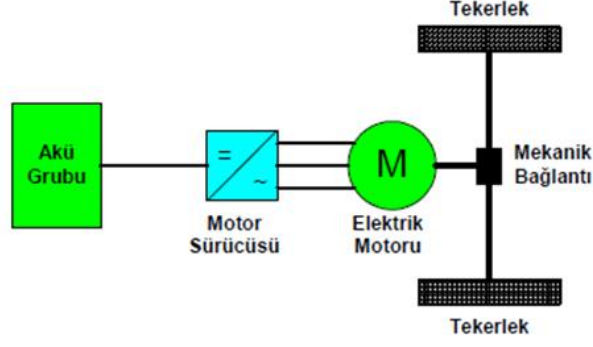 Tekerlek
Akü
Grubu
=
~
M
Mekanik
Bağlantı
Motor
Sürücüsü
Elektrik
Motoru
Tekerlek